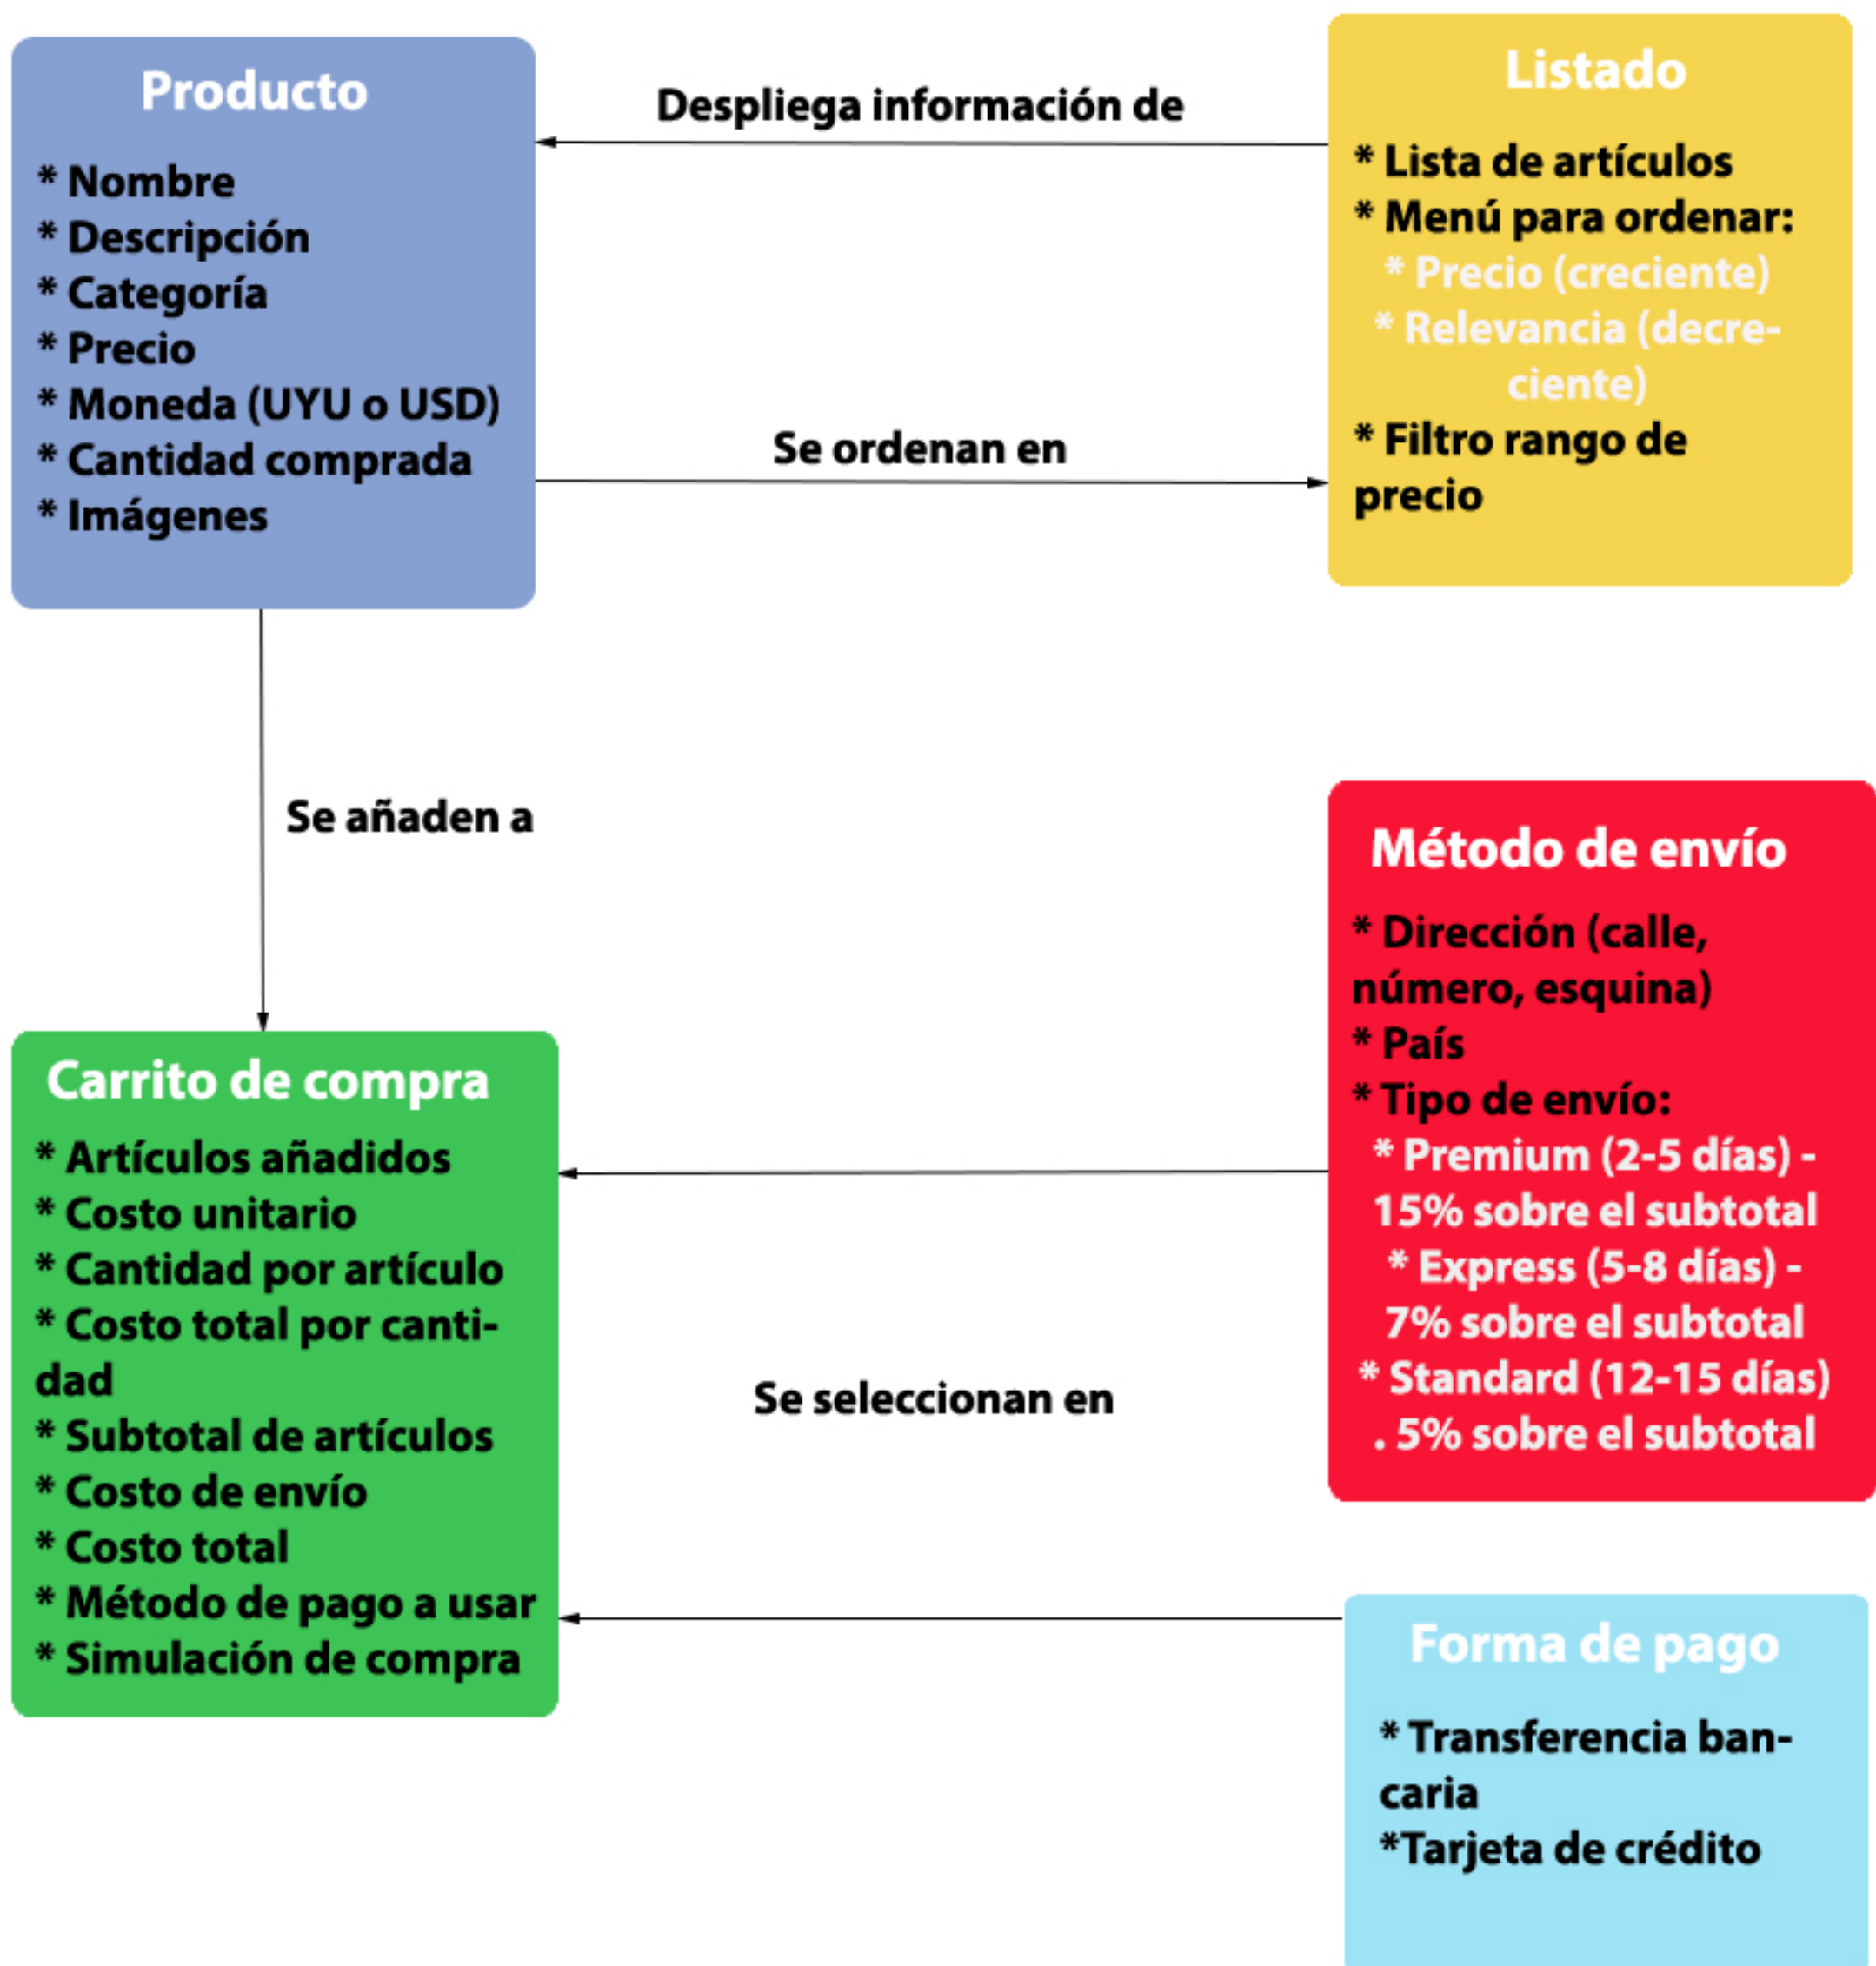 Producto
* Nombre
* Descripción
* Categoría
* Precio
* Moneda (UYU o USD)
* Cantidad comprada
* Imágenes
Despliega información de
Se ordenan en
Listado
* Lista de artículos
* Menú para ordenar:
* Precio (creciente)
* Relevancia (decre-
ciente)
* Filtro rango de
precio
Se añaden a
Carrito de compra
* Artículos añadidos
* Costo unitario
* Cantidad por artículo
* Costo total por canti-
dad
* Subtotal de artículos
* Costo de envío
* Costo total
* Método de pago a usar
* Simulación de compra
Se seleccionan en
Método de envío
* Dirección (calle,
número, esquina)
* País
* Tipo de envío:
* Premium (2-5 días) -
15% sobre el subtotal
* Express (5-8 días) -
7% sobre el subtotal
* Standard (12-15 días)
. 5% sobre el subtotal
Forma de pago
* Transferencia ban-
caria
*Tarjeta de crédito